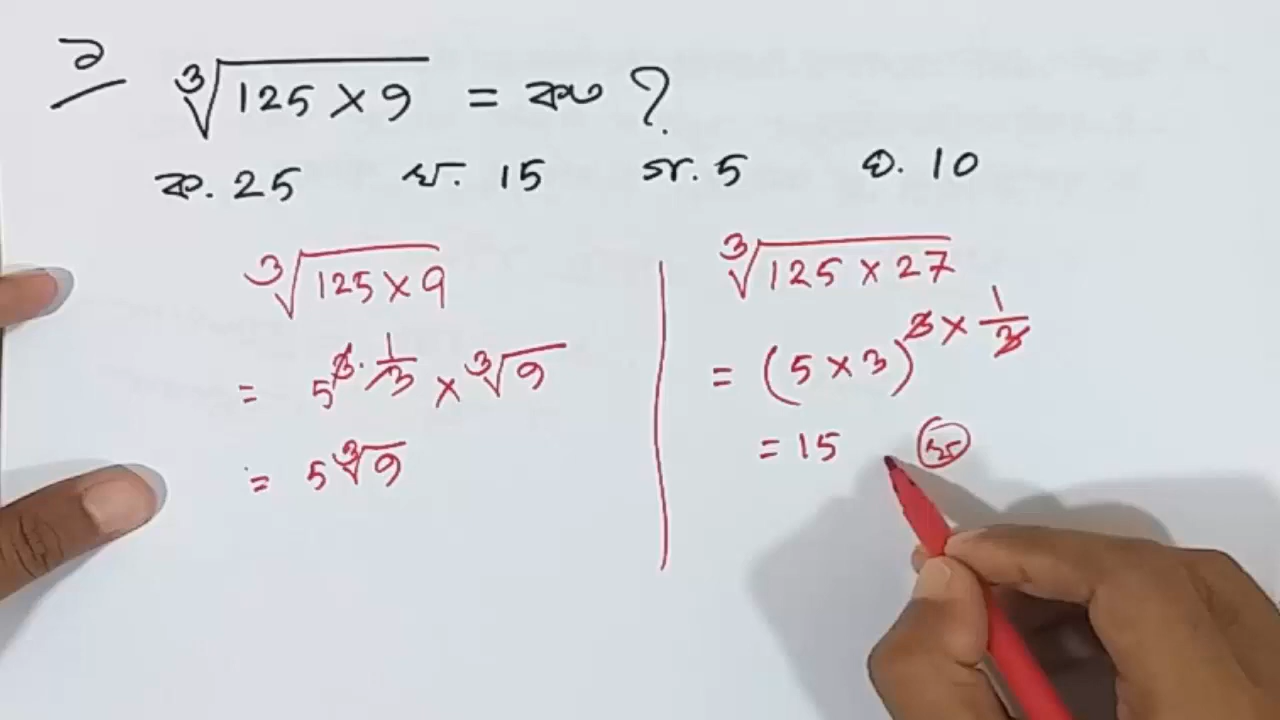 ১
∛(125 × 9) = কত ?
ক. 25 খ. 15 গ. 5 ঘ. 10
∛(125 × 9)
= 5^(3·1/3) × ∛9
= 5∛9
∛(125 × 27)
= (5 × 3)^(3 × 1/3)
= 15